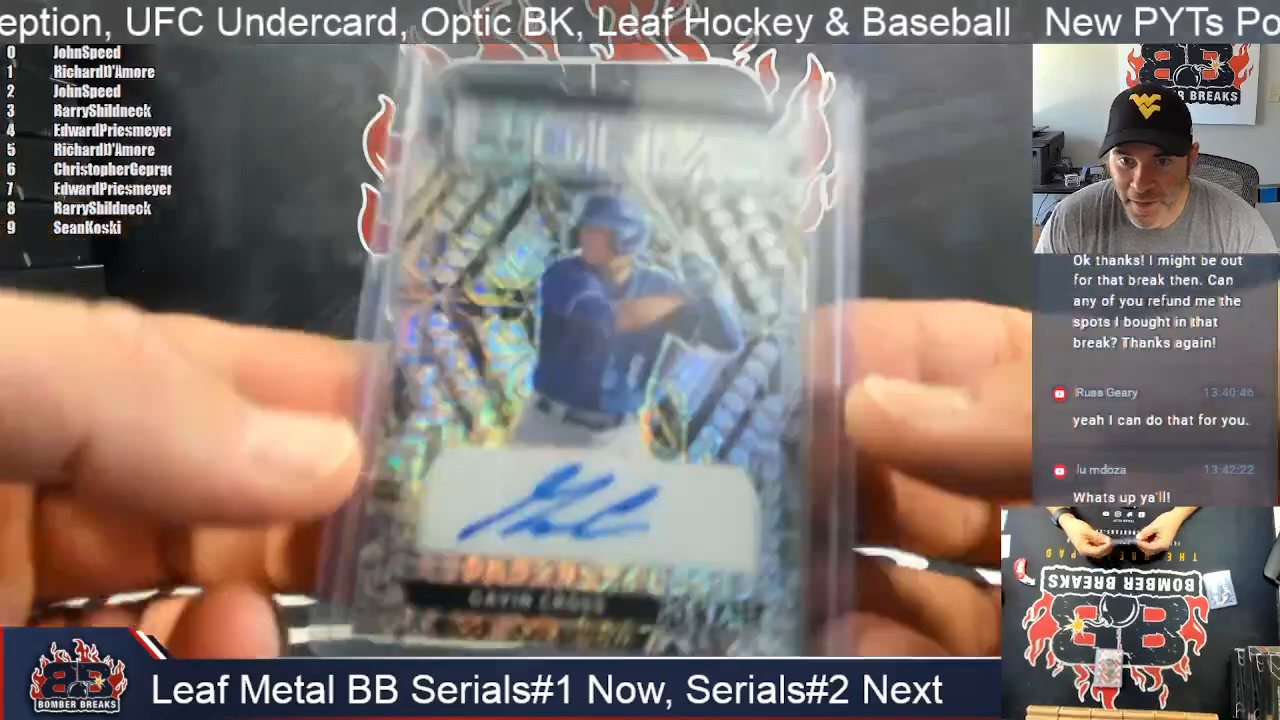 eption, UFC Undercard, Optic BK, Leaf Hockey & Baseball New PYTs Po
0 JohnSpeed
1 RichardD'Amore
2 JohnSpeed
3 BarryShildneck
4 EdwardPriesmeyer
5 RichardD'Amore
6 ChristopherGeorge
7 EdwardPriesmeyer
8 BarryShildneck
9 SeanKoski
BREAKS
Ok thanks! I might be out
for that break then. Can
any of you refund me the
spots I bought in that
break? Thanks again!
Russ Geary 13:40:46
yeah I can do that for you.
lu mdoza 13:42:22
Whats up ya'll!
GAVIN CROSS
BOMBER BREAKS
BOMBER BREAKS
Leaf Metal BB Serials#1 Now, Serials#2 Next